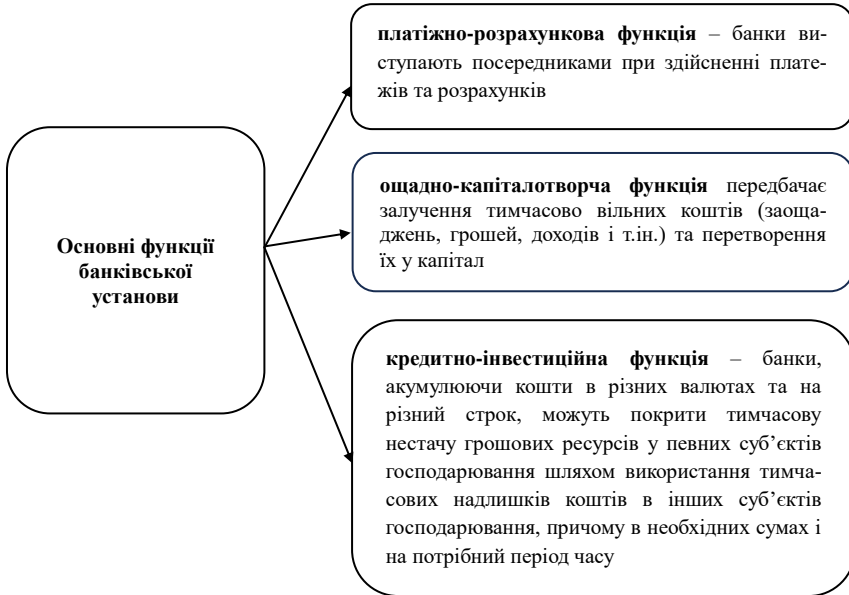 платіжно-розрахункова функція – банки ви-
ступають посередниками при здійсненні плате-
жів та розрахунків
Основні функції
банківської
установи
ощадно-капіталотворча функція передбачає
залучення тимчасово вільних коштів (заоща-
джень, грошей, доходів і т.ін.) та перетворення
їх у капітал
кредитно-інвестиційна функція – банки,
акумулюючи кошти в різних валютах та на
різний строк, можуть покрити тимчасову
нестачу грошових ресурсів у певних суб’єктів
господарювання шляхом використання тимча-
сових надлишків коштів в інших суб’єктів
господарювання, причому в необхідних сумах і
на потрібний період часу